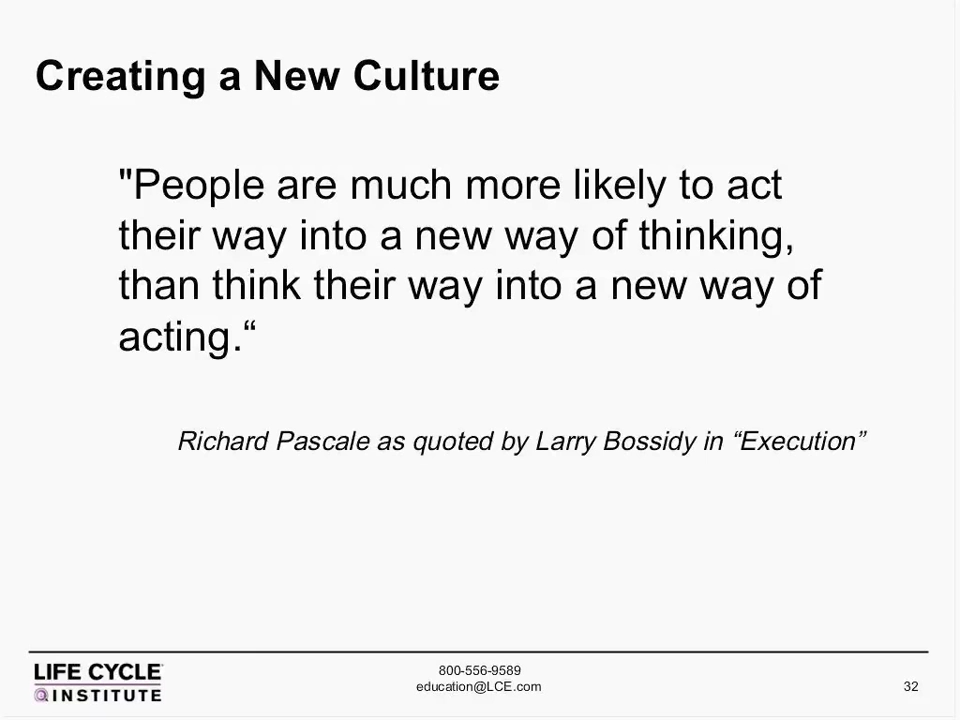 Creating a New Culture
"People are much more likely to act
their way into a new way of thinking,
than think their way into a new way of
acting.“
Richard Pascale as quoted by Larry Bossidy in “Execution”
LIFE CYCLE
INSTITUTE
800-556-9589
education@LCE.com
32